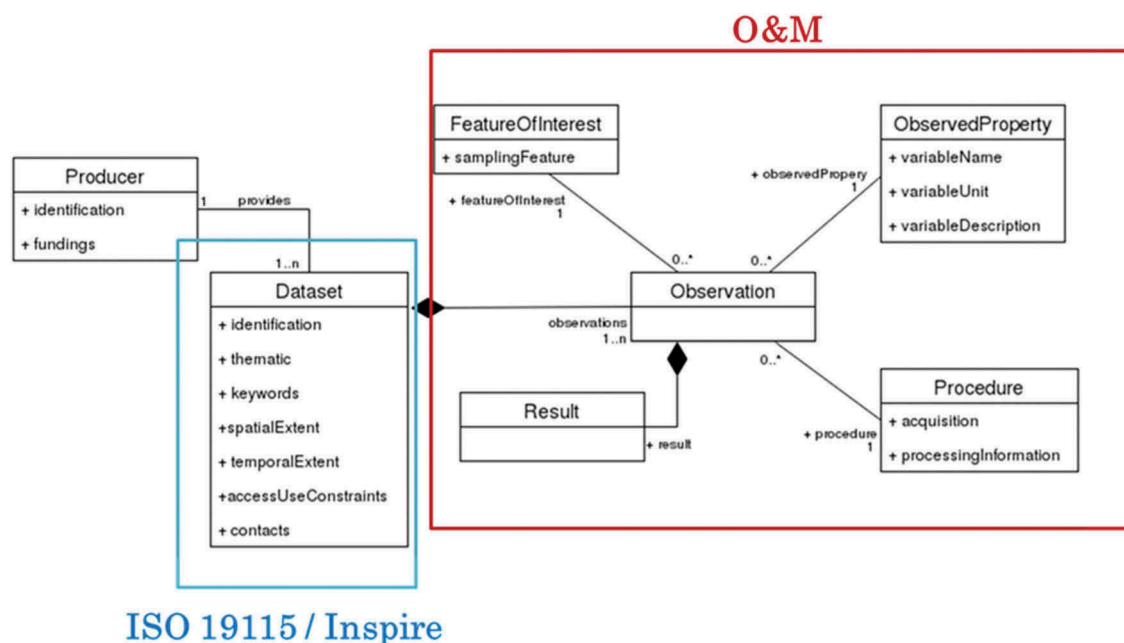 O&M
FeatureOfInterest
+ samplingFeature
+ featureOfInterest
1
0..*
ObservedProperty
+ variableName
+ variableUnit
+ variableDescription
+ observedPropery
1
0..*
Producer
+ identification
+ fundings
1
provides
1..n
Dataset
+ identification
+ thematic
+ keywords
+spatialExtent
+ temporalExtent
+accessUseConstraints
+ contacts
Observation
observations
1..n
0..*
Result
+ result
Procedure
+ acquisition
+ processingInformation
+ procedure
1
ISO 19115 / Inspire